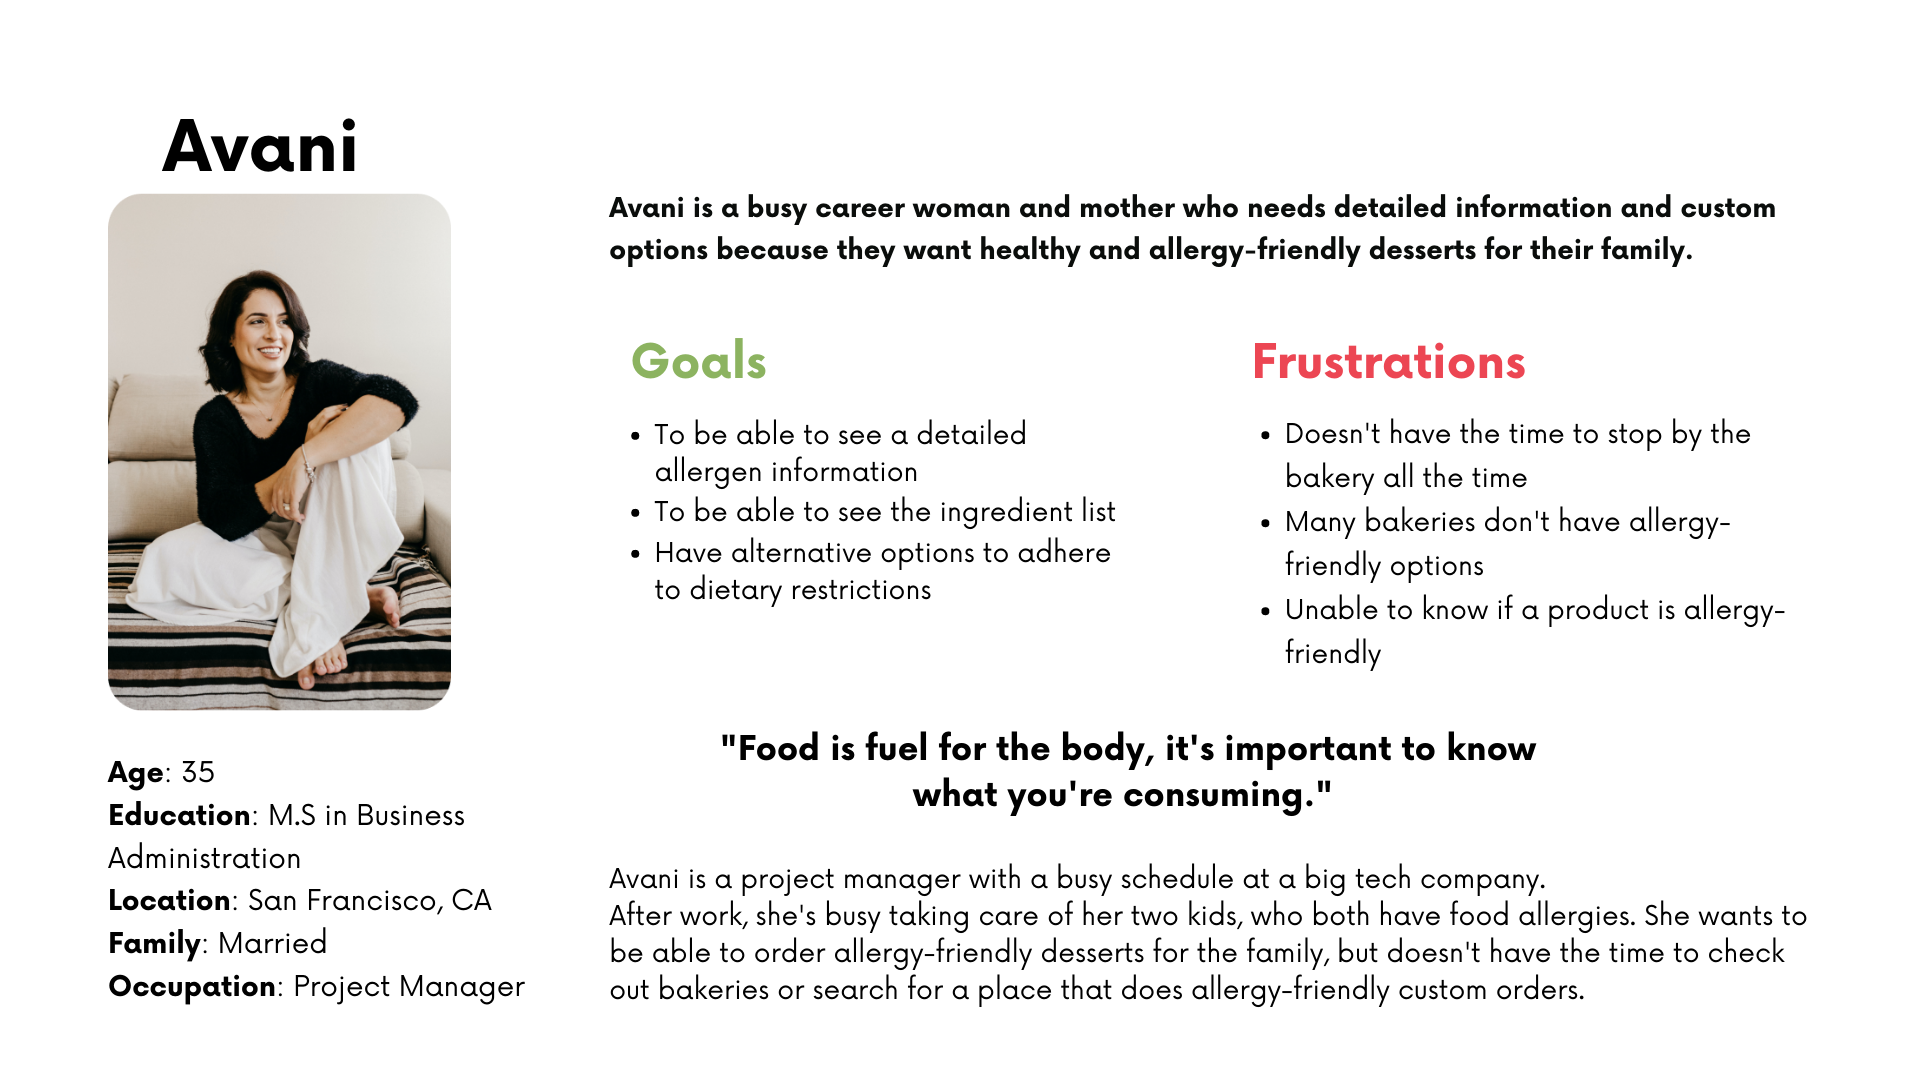 Avani
Age: 35
Education: M.S in Business
Administration
Location: San Francisco, CA
Family: Married
Occupation: Project Manager
Avani is a busy career woman and mother who needs detailed information and custom
options because they want healthy and allergy-friendly desserts for their family.
Goals
• To be able to see a detailed
allergen information
• To be able to see the ingredient list
• Have alternative options to adhere
to dietary restrictions
Frustrations
• Doesn't have the time to stop by the
bakery all the time
• Many bakeries don't have allergy-
friendly options
• Unable to know if a product is allergy-
friendly
"Food is fuel for the body, it's important to know
what you're consuming."
Avani is a project manager with a busy schedule at a big tech company.
After work, she's busy taking care of her two kids, who both have food allergies. She wants to
be able to order allergy-friendly desserts for the family, but doesn't have the time to check
out bakeries or search for a place that does allergy-friendly custom orders.